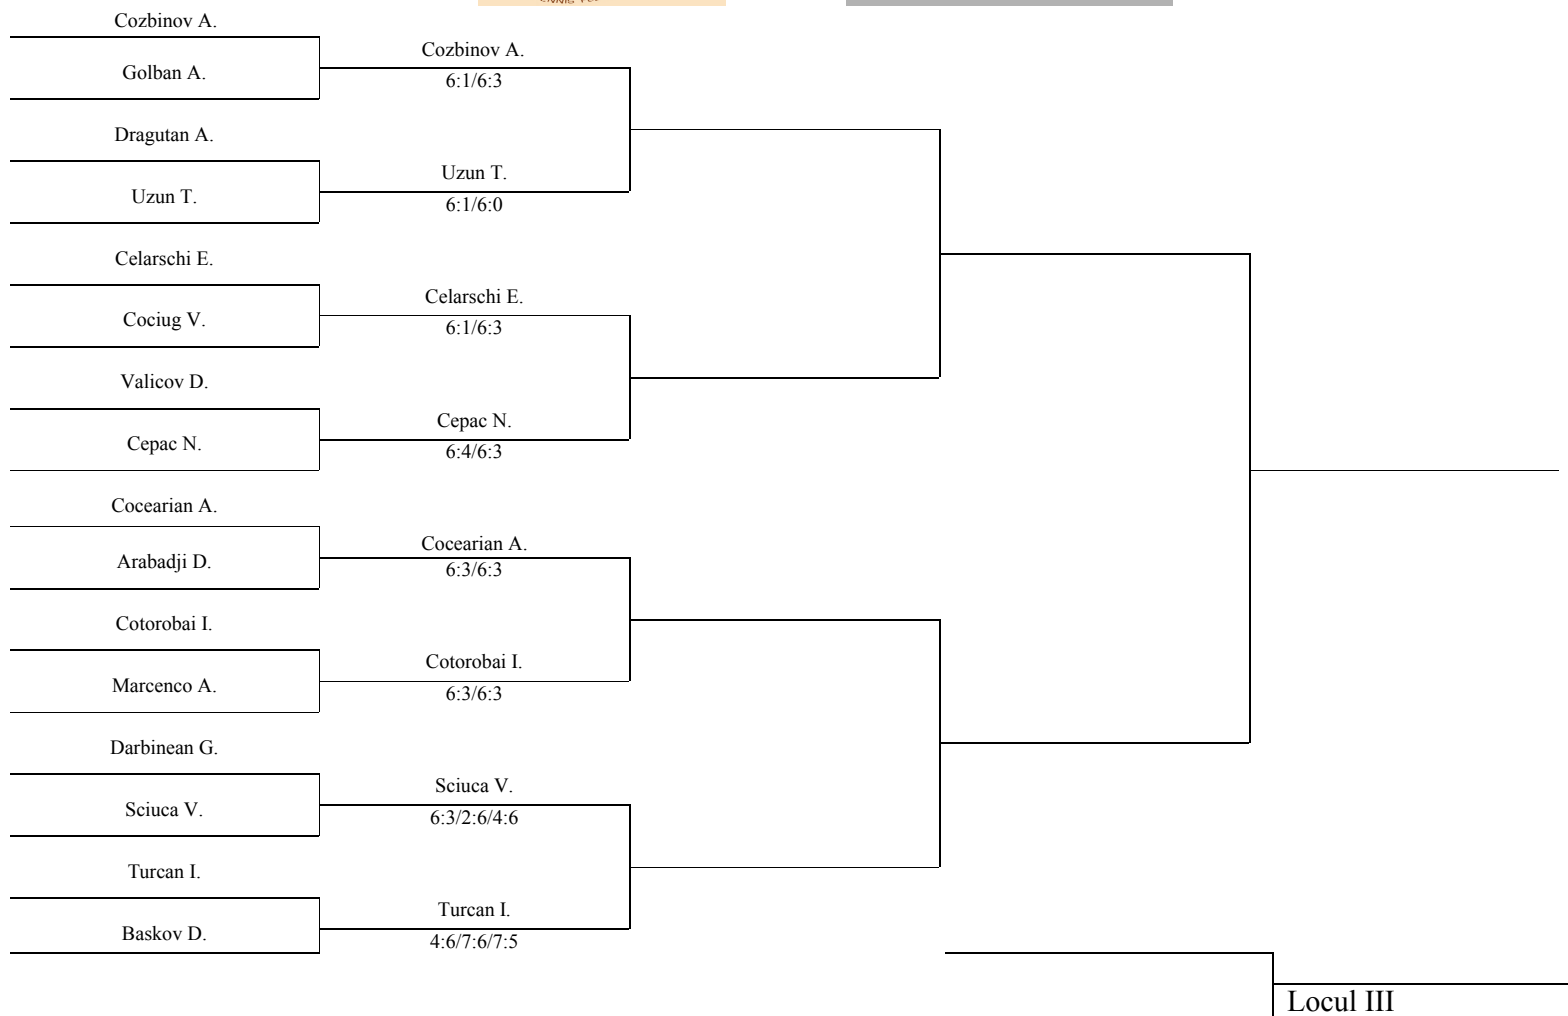 Cozbinov A.
Golban A.
Dragutan A.
Uzun T.
Celarschi E.
Cociug V.
Valicov D.
Cepac N.
Cocearian A.
Arabadji D.
Cotorobai I.
Marcenco A.
Darbinean G.
Sciuca V.
Turcan I.
Baskov D.
Cozbinov A.
6:1/6:3
Uzun T.
6:1/6:0
Celarschi E.
6:1/6:3
Cepac N.
6:4/6:3
Cocearian A.
6:3/6:3
Cotorobai I.
6:3/6:3
Sciuca V.
6:3/2:6/4:6
Turcan I.
4:6/7:6/7:5
Locul III